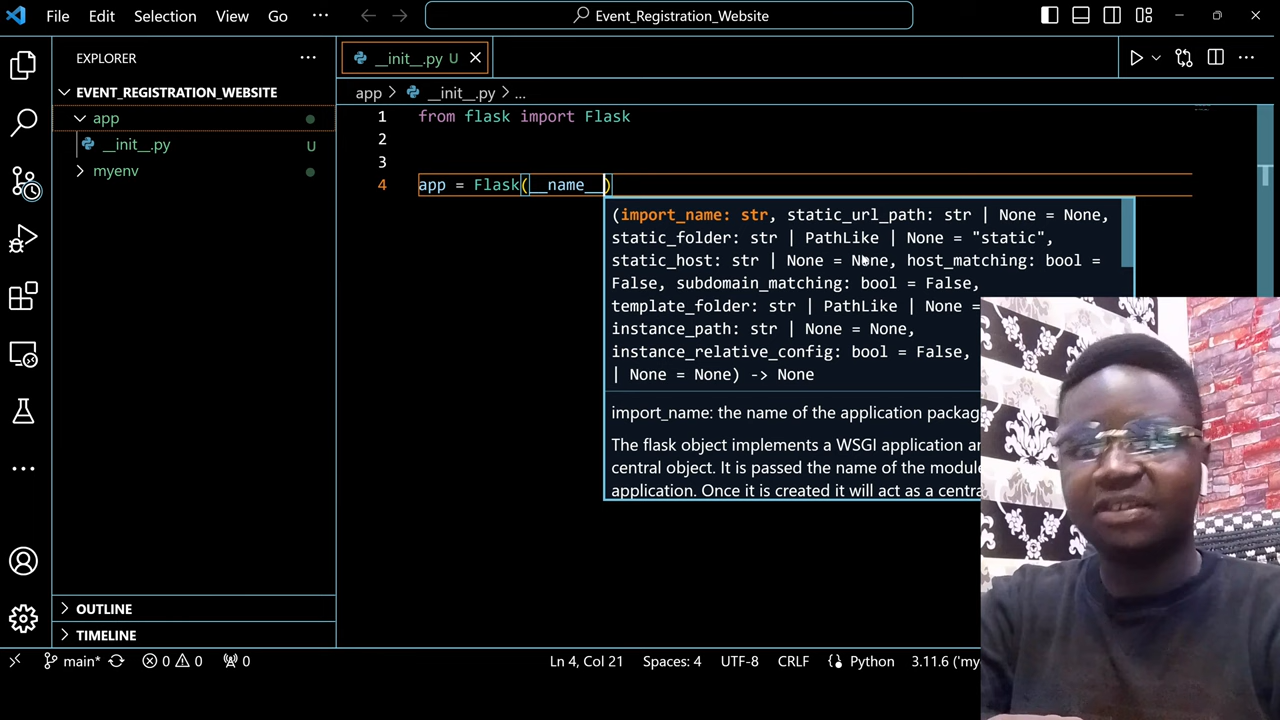 File Edit Selection View Go ···
Event_Registration_Website
EXPLORER ···
EVENT_REGISTRATION_WEBSITE
app
__init__.py U
myenv
OUTLINE
TIMELINE
__init__.py U
app > __init__.py > ...
1 from flask import Flask
2
3
4 app = Flask(__name__)
(import_name: str, static_url_path: str | None = None,
static_folder: str | PathLike | None = "static",
static_host: str | None = None, host_matching: bool =
False, subdomain_matching: bool = False,
template_folder: str | PathLike | None =
instance_path: str | None = None,
instance_relative_config: bool = False,
| None = None) -> None
import_name: the name of the application packag
The flask object implements a WSGI application
central object. It is passed the name of the module
application. Once it is created it will act as a centra
main* 0 0 0 Ln 4, Col 21 Spaces: 4 UTF-8 CRLF Python 3.11.6 ('my